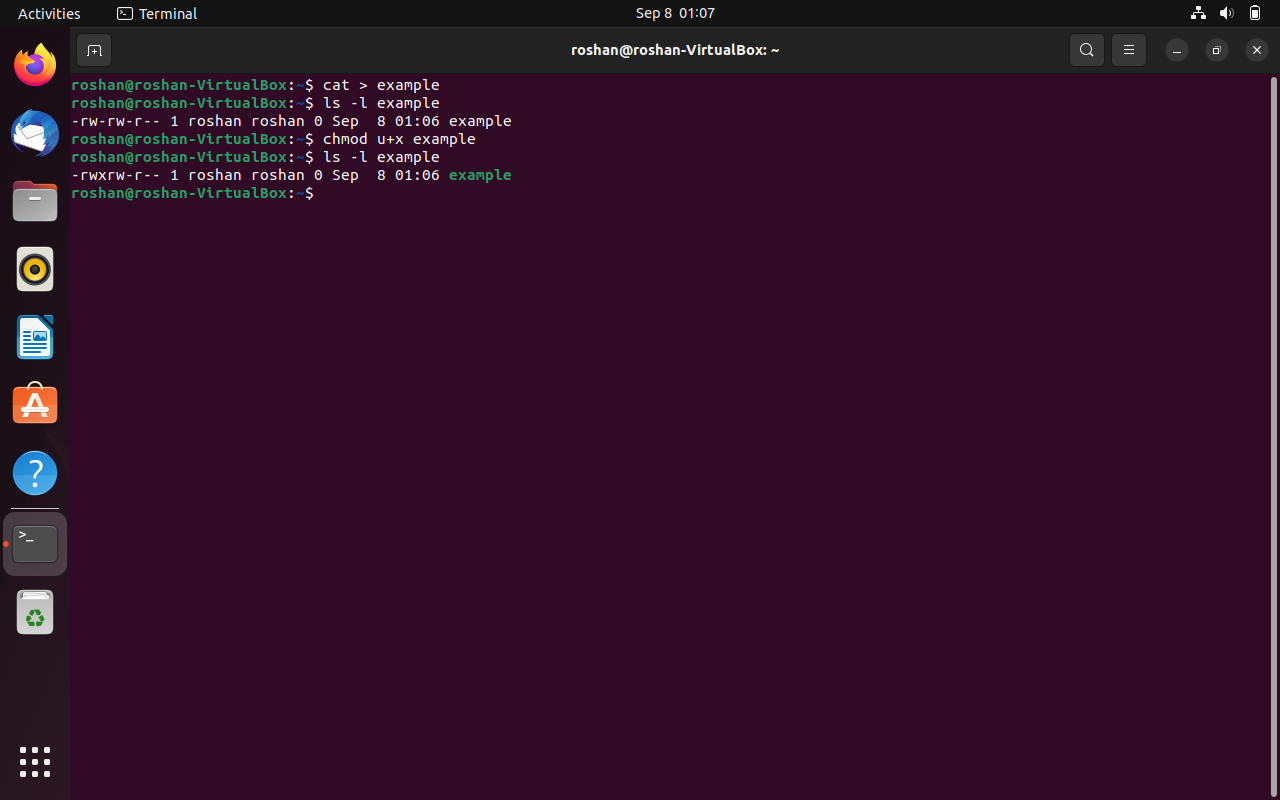 Activities Terminal Sep 8 01:07
roshan@roshan-VirtualBox: ~
roshan@roshan-VirtualBox:~$ cat > example
roshan@roshan-VirtualBox:~$ ls -l example
-rw-rw-r-- 1 roshan roshan 0 Sep  8 01:06 example
roshan@roshan-VirtualBox:~$ chmod u+x example
roshan@roshan-VirtualBox:~$ ls -l example
-rwxrw-r-- 1 roshan roshan 0 Sep  8 01:06 example
roshan@roshan-VirtualBox:~$